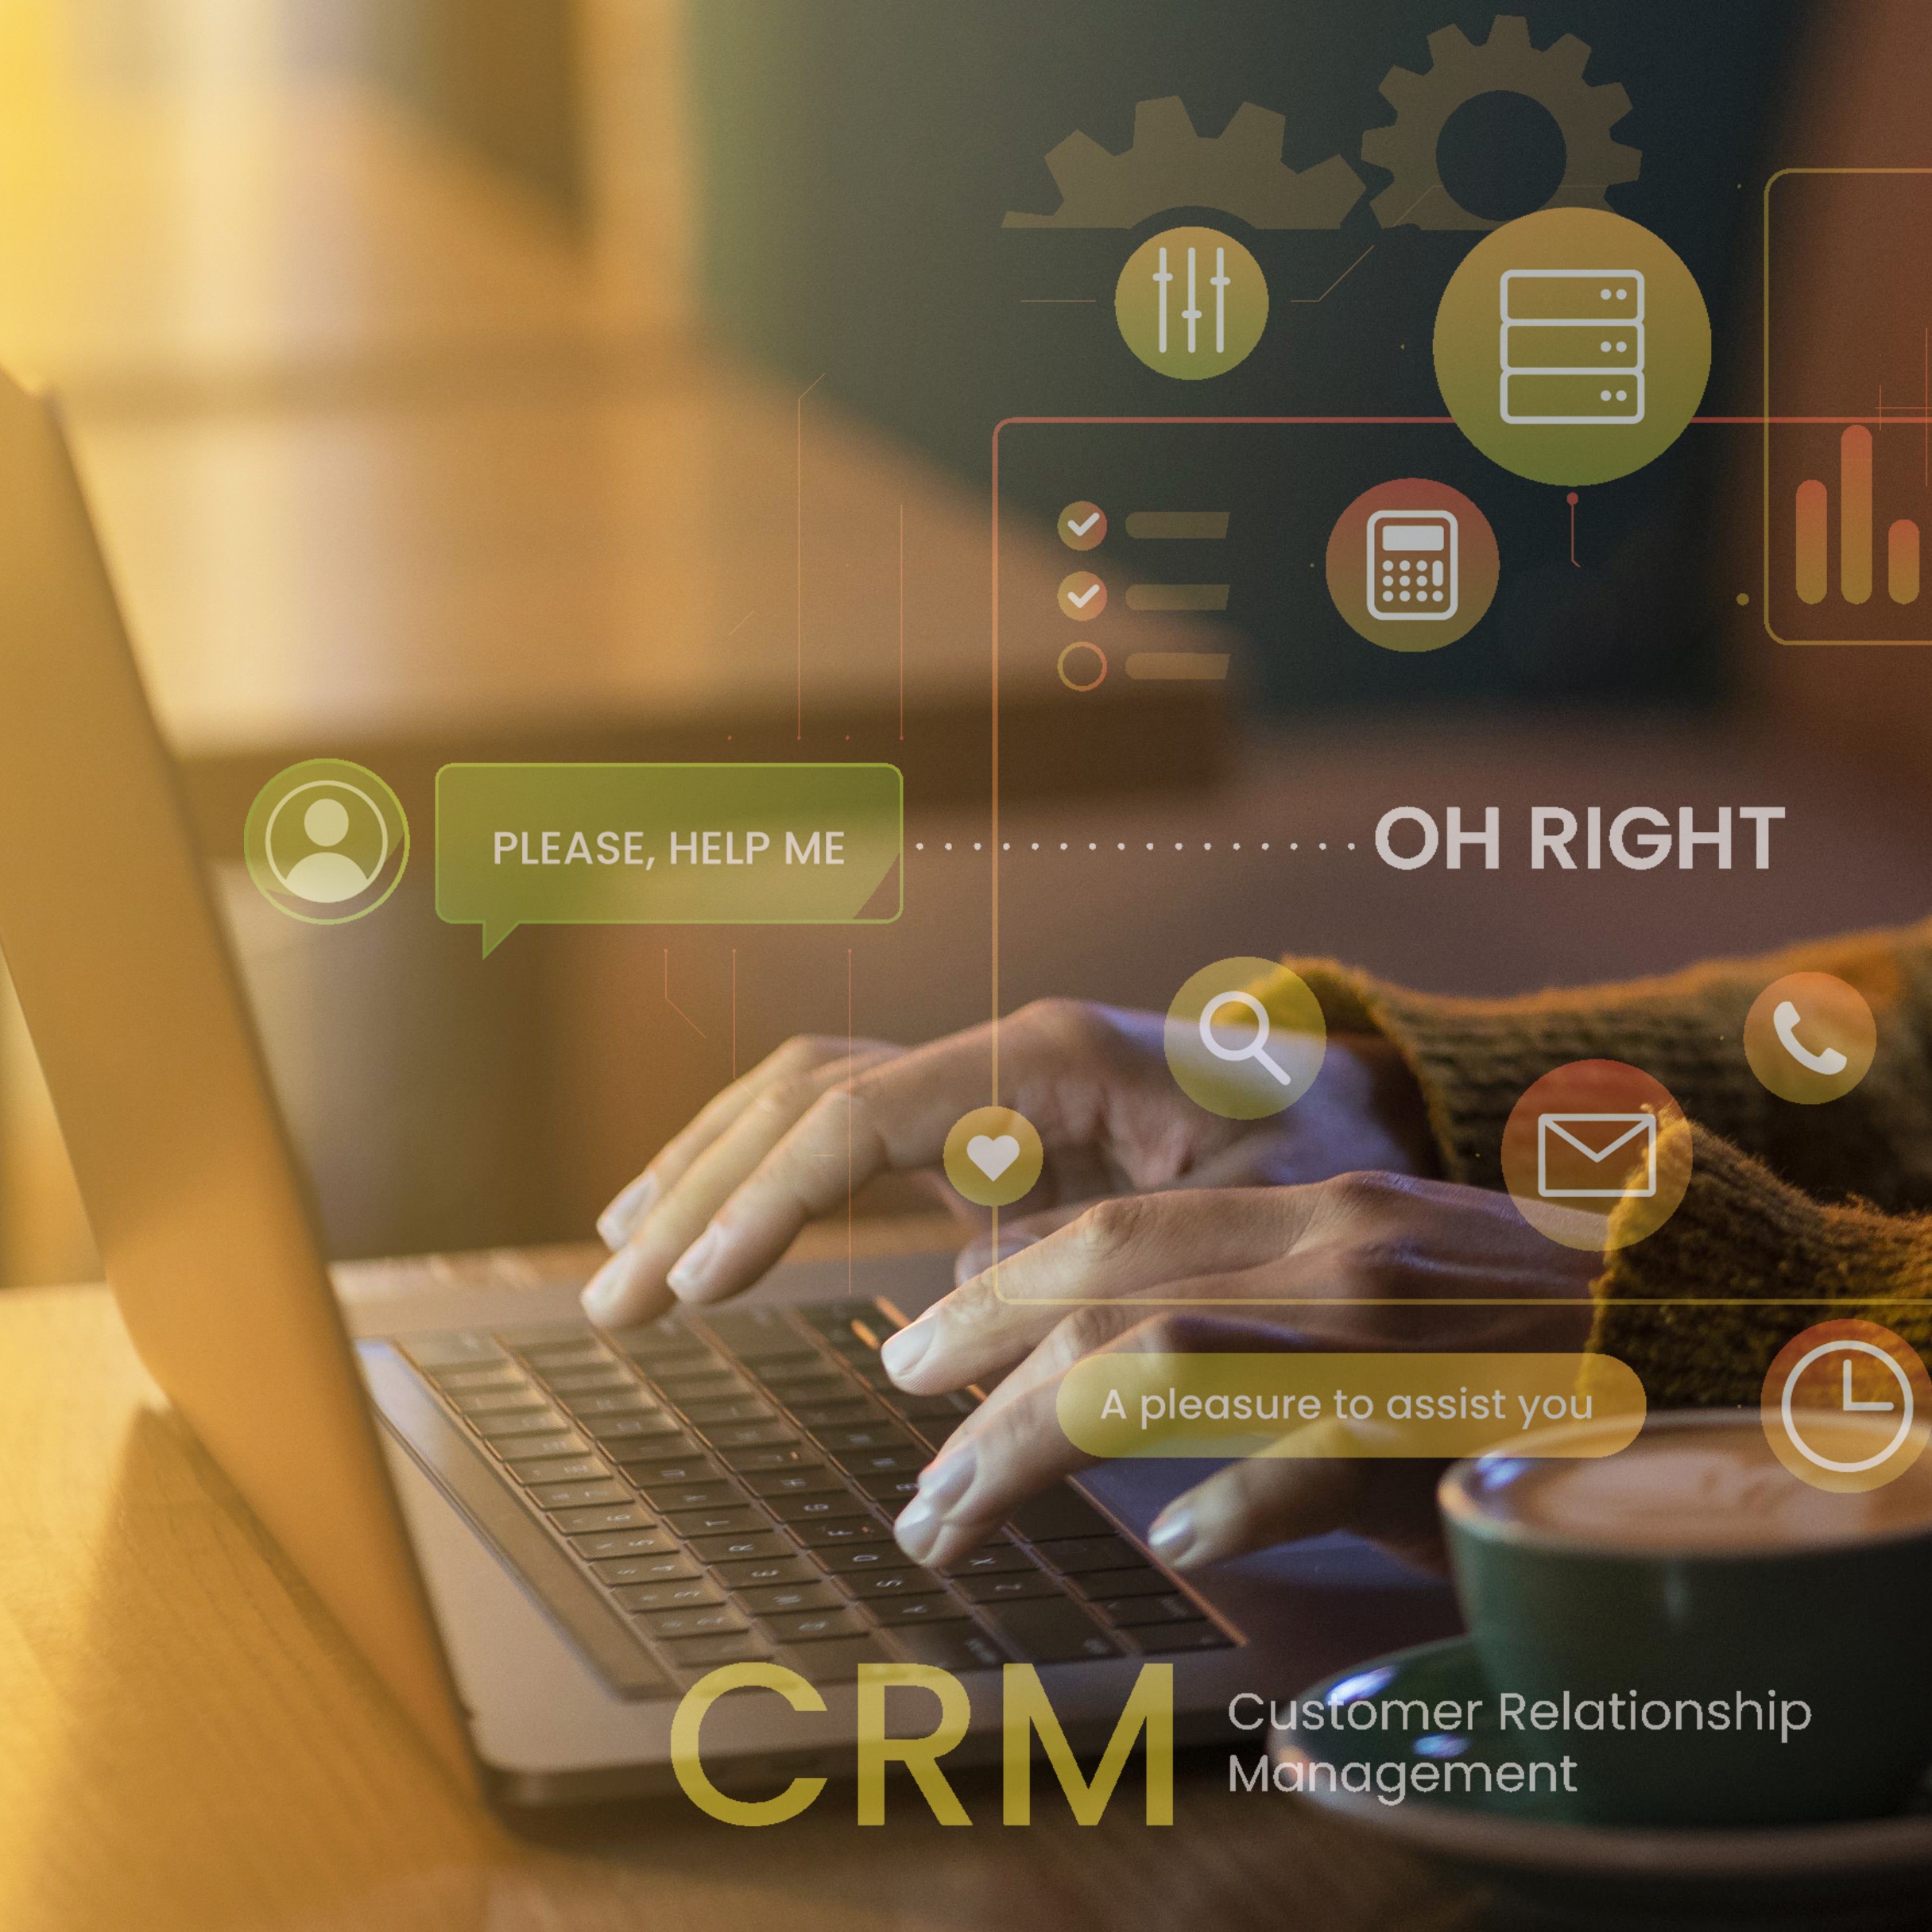 PLEASE, HELP ME
OH RIGHT
A pleasure to assist you
CRM
Customer Relationship
Management